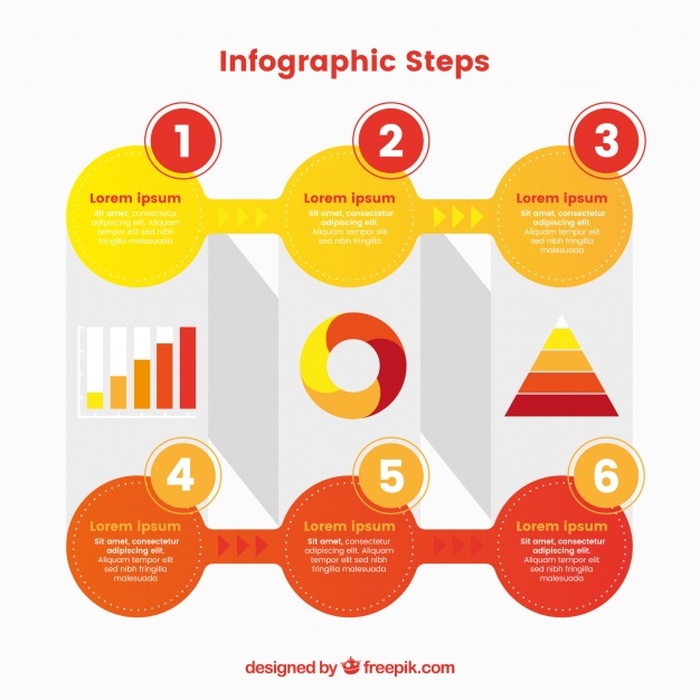 Infographic Steps
1
Lorem ipsum
Sit amet, consectetur
adipiscing elit. Aliquam
tempor elit sed nibh
fringilla malesuada
2
Lorem ipsum
Sit amet, consectetur
adipiscing elit.
Aliquam tempor elit
sed nibh fringilla
3
Lorem ipsum
Sit amet, consectetur
adipiscing elit.
Aliquam tempor elit
sed nibh fringilla
malesuada
4
Lorem ipsum
Sit amet, consectetur
adipiscing elit.
Aliquam tempor elit
sed nibh fringilla
malesuada
5
Lorem ipsum
Sit amet, consectetur
adipiscing elit. Aliquam
tempor elit sed nibh
fringilla malesuada
6
Lorem ipsum
Sit amet, consectetur
adipiscing elit.
Aliquam tempor elit
sed nibh fringilla
malesuada
designed by freepik.com